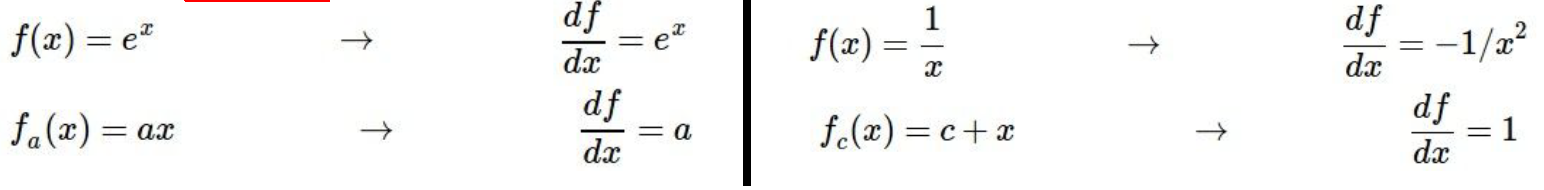 f(x) = e^x → df/dx = e^x
f_a(x) = ax → df/dx = a
f(x) = 1/x → df/dx = −1/x^2
f_c(x) = c + x → df/dx = 1